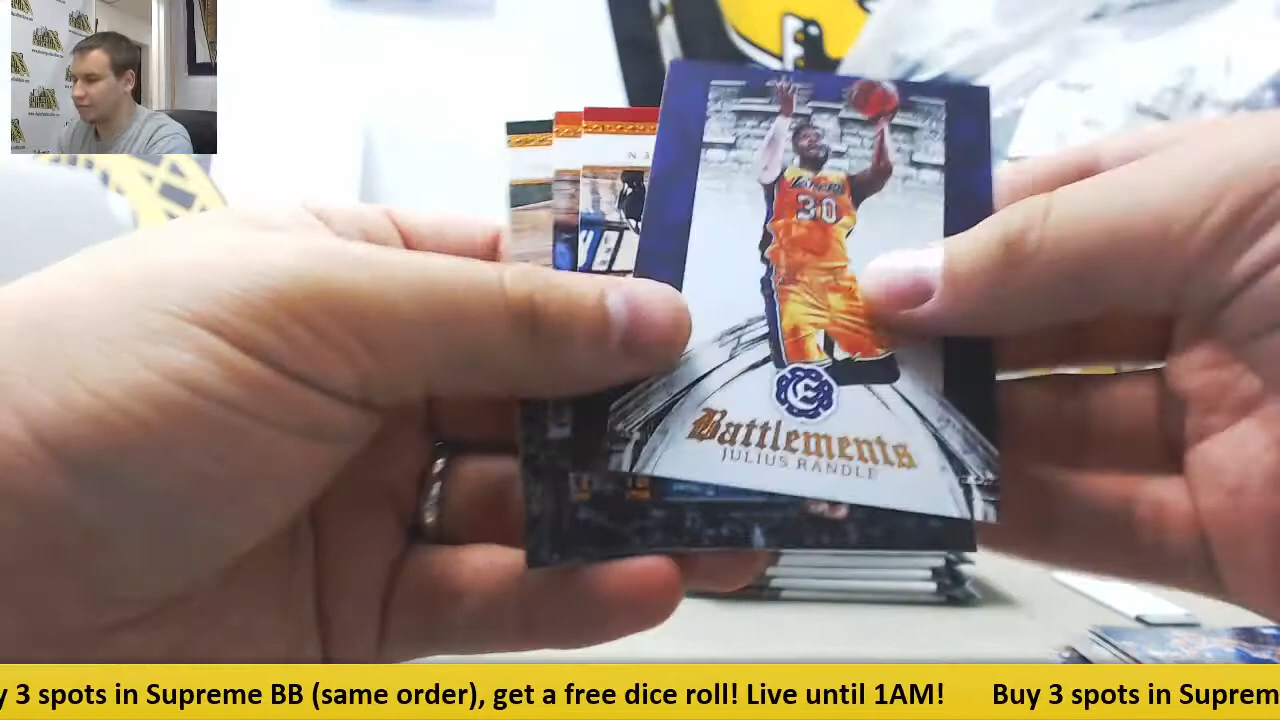 LAKERS
30
Battlements
JULIUS RANDLE
y 3 spots in Supreme BB (same order), get a free dice roll! Live until 1AM! Buy 3 spots in Suprem